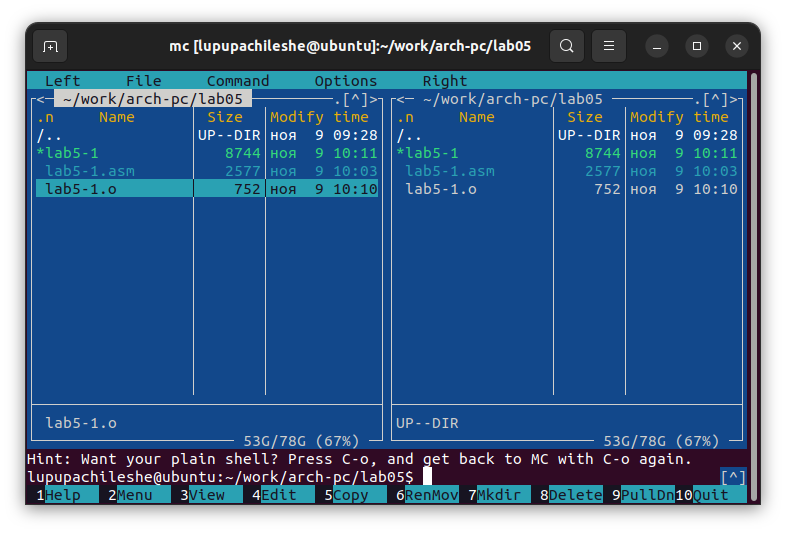 mc [lupupachileshe@ubuntu]:~/work/arch-pc/lab05
Left File Command Options Right
<─ ~/work/arch-pc/lab05 ─.[^]> <─ ~/work/arch-pc/lab05 ─.[^]>
.n Name Size Modify time .n Name Size Modify time
/.. UP--DIR ноя 9 09:28 /.. UP--DIR ноя 9 09:28
*lab5-1 8744 ноя 9 10:11 *lab5-1 8744 ноя 9 10:11
lab5-1.asm 2577 ноя 9 10:03 lab5-1.asm 2577 ноя 9 10:03
lab5-1.o 752 ноя 9 10:10 lab5-1.o 752 ноя 9 10:10
lab5-1.o UP--DIR
53G/78G (67%) 53G/78G (67%)
Hint: Want your plain shell? Press C-o, and get back to MC with C-o again.
lupupachileshe@ubuntu:~/work/arch-pc/lab05$ [^]
1Help 2Menu 3View 4Edit 5Copy 6RenMov 7Mkdir 8Delete 9PullDn 10Quit